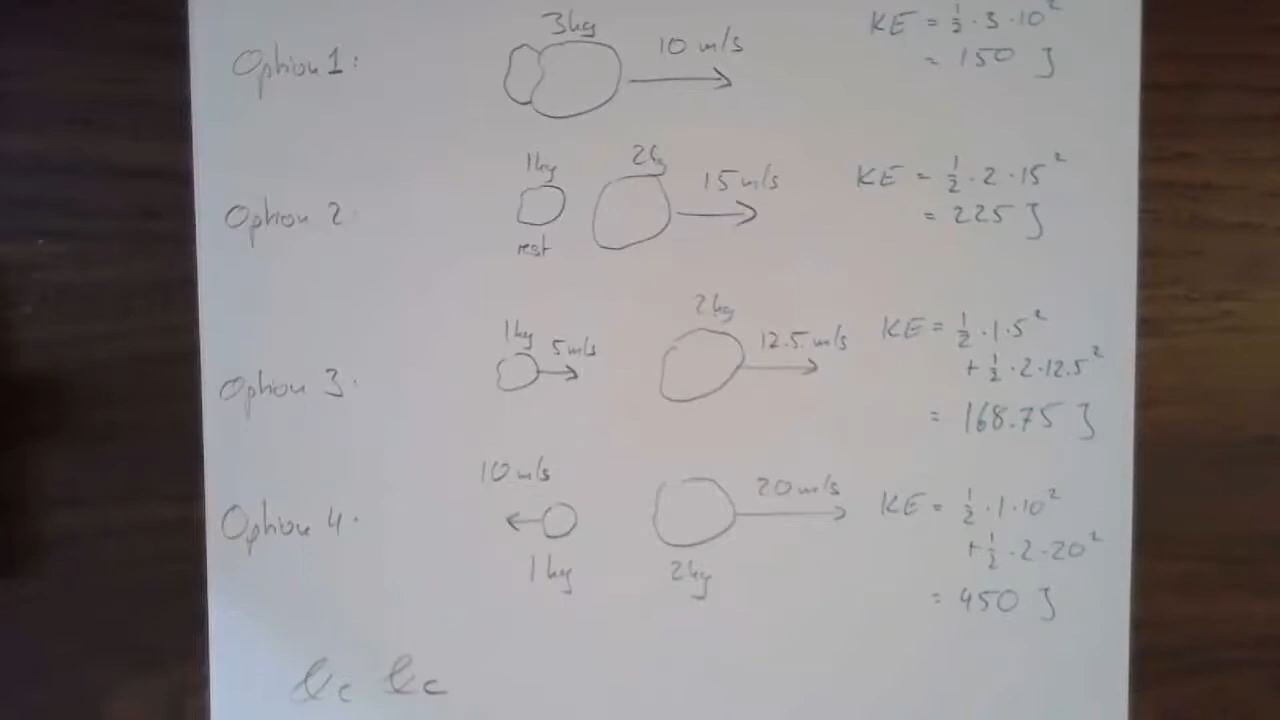 Option 1:
3kg
10 m/s
KE = ½ · 3 · 10²
= 150 J
Option 2
1kg
2kg
15 m/s
rest
KE = ½ · 2 · 15²
= 225 J
Option 3.
1kg
5m/s
2kg
12.5 m/s
KE = ½ · 1 · 5²
+ ½ · 2 · 12.5²
= 168.75 J
Option 4.
10 m/s
1kg
2kg
20 m/s
KE = ½ · 1 · 10²
+ ½ · 2 · 20²
= 450 J